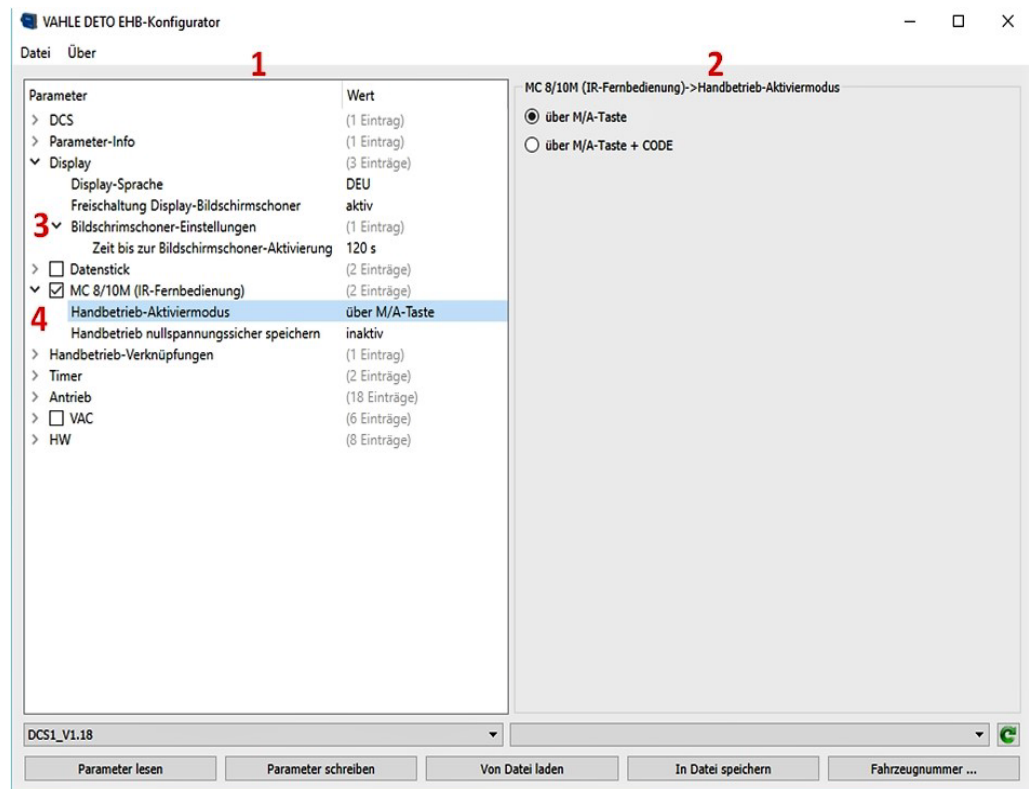 VAHLE DETO EHB-Konfigurator
Datei Über
1 2
Parameter Wert
DCS (1 Eintrag)
Parameter-Info (1 Eintrag)
Display (3 Einträge)
Display-Sprache DEU
Freischaltung Display-Bildschirmschoner aktiv
3 Bildschrimschoner-Einstellungen (1 Eintrag)
Zeit bis zur Bildschirmschoner-Aktivierung 120 s
Datenstick (2 Einträge)
MC 8/10M (IR-Fernbedienung) (2 Einträge)
4 Handbetrieb-Aktiviermodus über M/A-Taste
Handbetrieb nullspannungssicher speichern inaktiv
Handbetrieb-Verknüpfungen (1 Eintrag)
Timer (2 Einträge)
Antrieb (18 Einträge)
VAC (6 Einträge)
HW (8 Einträge)
MC 8/10M (IR-Fernbedienung)->Handbetrieb-Aktiviermodus
über M/A-Taste
über M/A-Taste + CODE
DCS1_V1.18
Parameter lesen Parameter schreiben Von Datei laden In Datei speichern Fahrzeugnummer ...